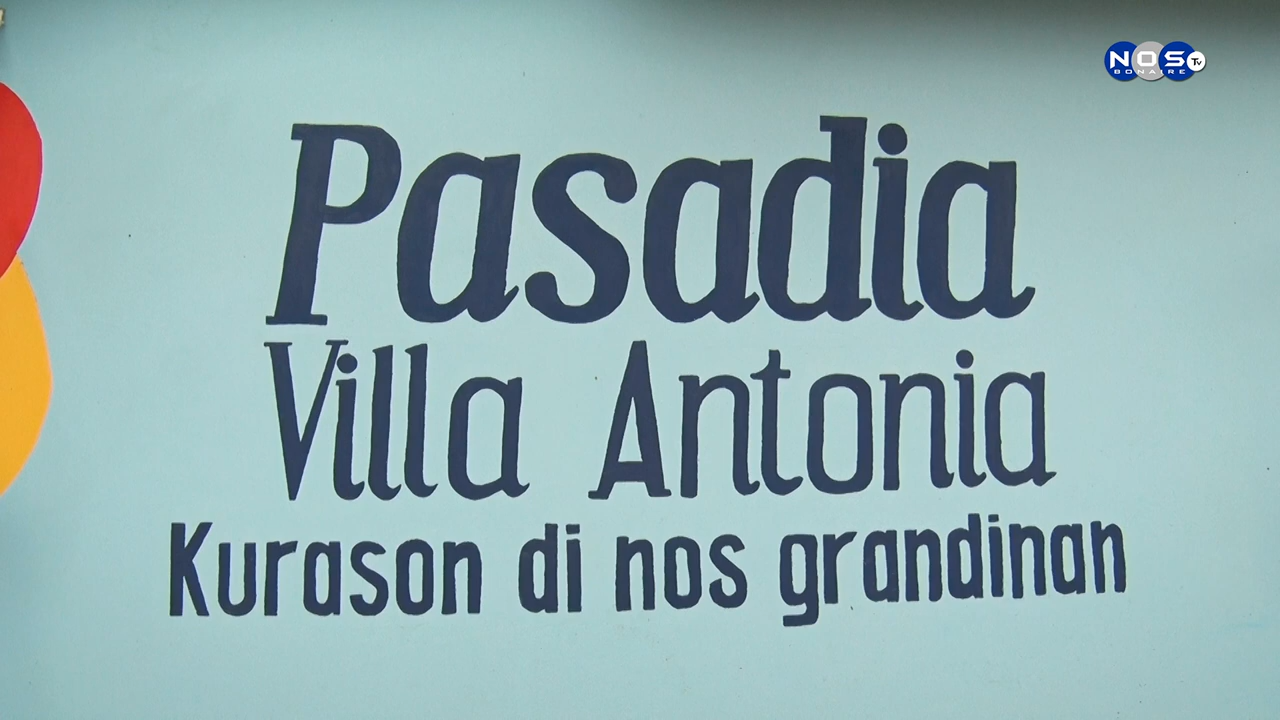 NOS TV
BONAIRE
Pasadia
Villa Antonia
Kurason di nos grandinan